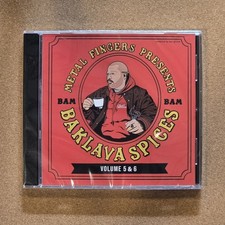 METAL FINGERS PRESENTS
BAM BAM
BAKLAVA SPICES
VOLUME 5 & 6